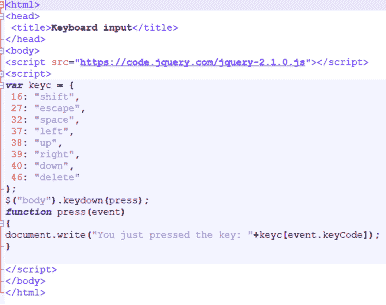 <html>
<head>
<title>Keyboard input</title>
</head>
<body>
<script src="https://code.jquery.com/jquery-2.1.0.js"></script>
<script>
var keyc = {
16: "shift",
27: "escape",
32: "space",
37: "left",
38: "up",
39: "right",
40: "down",
46: "delete"
};
$("body").keydown(press);
function press(event)
{
document.write("You just pressed the key: "+keyc[event.keyCode]);
}
</script>
</body>
</html>